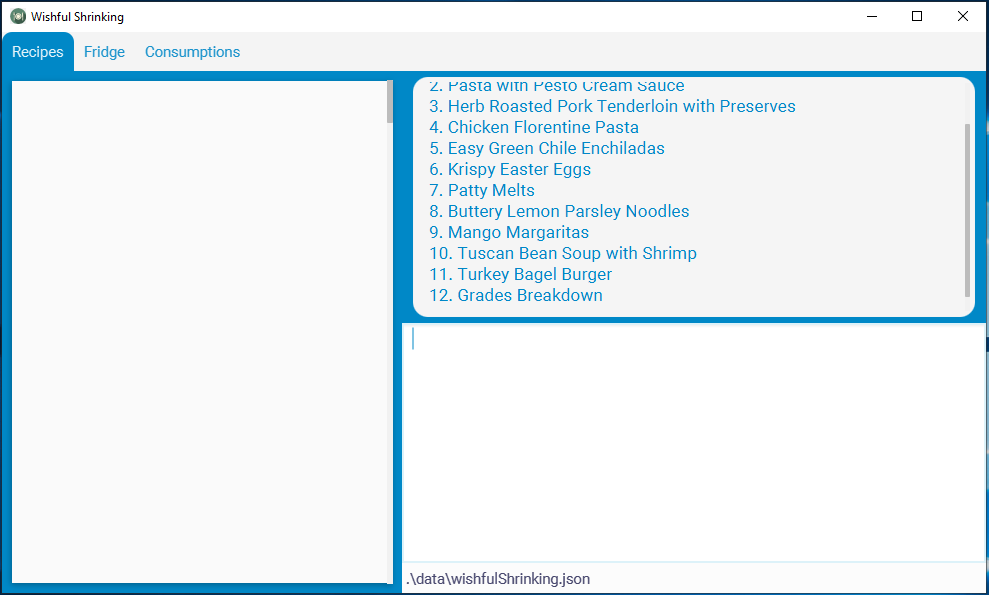 Wishful Shrinking
Recipes Fridge Consumptions
2. Pasta with Pesto Cream Sauce
3. Herb Roasted Pork Tenderloin with Preserves
4. Chicken Florentine Pasta
5. Easy Green Chile Enchiladas
6. Krispy Easter Eggs
7. Patty Melts
8. Buttery Lemon Parsley Noodles
9. Mango Margaritas
10. Tuscan Bean Soup with Shrimp
11. Turkey Bagel Burger
12. Grades Breakdown
.\data\wishfulShrinking.json